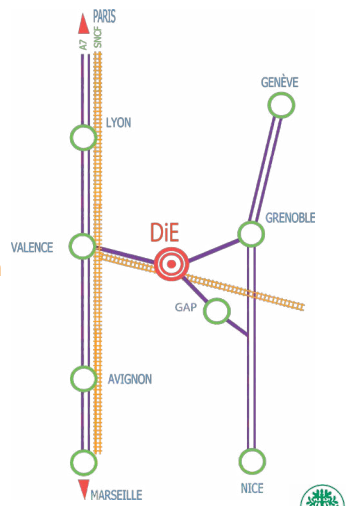 PARIS
A7
SNCF
GENÈVE
LYON
GRENOBLE
DiE
VALENCE
GAP
AVIGNON
NICE
MARSEILLE